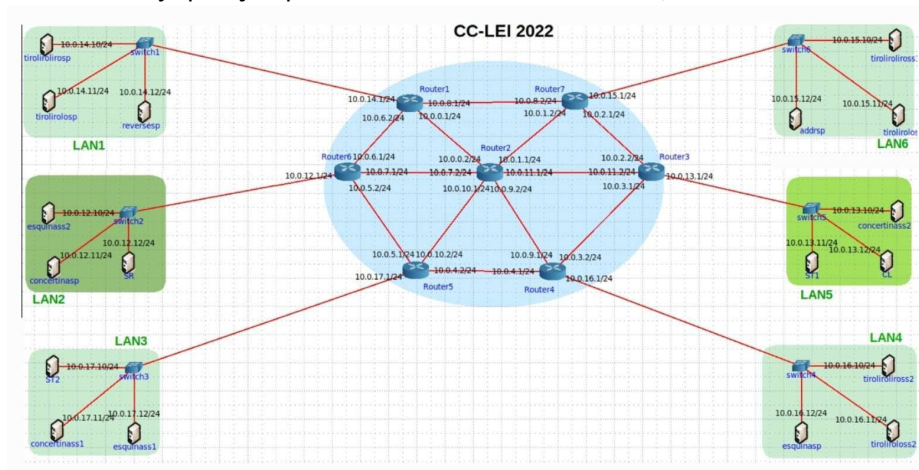 CC-LEI 2022
10.0.14.10/24
tirolirolirosp
switch1
10.0.14.11/24
tirolirolosp
10.0.14.12/24
reversesp
LAN1
10.0.15.10/24
switch6
10.0.15.12/24
addrsp
10.0.15.11/24
LAN6
10.0.14.1/24
Router1
10.0.8.1/24
10.0.6.2/24
10.0.0.1/24
Router7
10.0.8.2/24
10.0.15.1/24
10.0.1.2/24
10.0.2.1/24
Router6
10.0.6.1/24
10.0.12.1/24
10.0.7.1/24
10.0.5.2/24
Router2
10.0.0.2/24
10.0.1.1/24
10.0.7.2/24
10.0.11.1/24
10.0.10.1/24
10.0.9.2/24
10.0.2.2/24
Router3
10.0.11.2/24
10.0.13.1/24
10.0.3.1/24
10.0.12.10/24
esquinass2
switch2
10.0.12.12/24
10.0.12.11/24
concertinasp
SR
LAN2
10.0.13.10/24
concertinass2
switch5
10.0.13.11/24
10.0.13.12/24
ST1
CL
LAN5
10.0.5.1/24
10.0.10.2/24
10.0.17.1/24
10.0.4.2/24
Router5
10.0.9.1/24
10.0.3.2/24
10.0.4.1/24
10.0.16.1/24
Router4
LAN3
10.0.17.10/24
ST2
switch3
10.0.17.11/24
10.0.17.12/24
concertinass1
esquinass1
LAN4
10.0.16.10/24
switch4
tiroliroliross2
10.0.16.12/24
10.0.16.11/24
esquinasp
tiroliroloss2